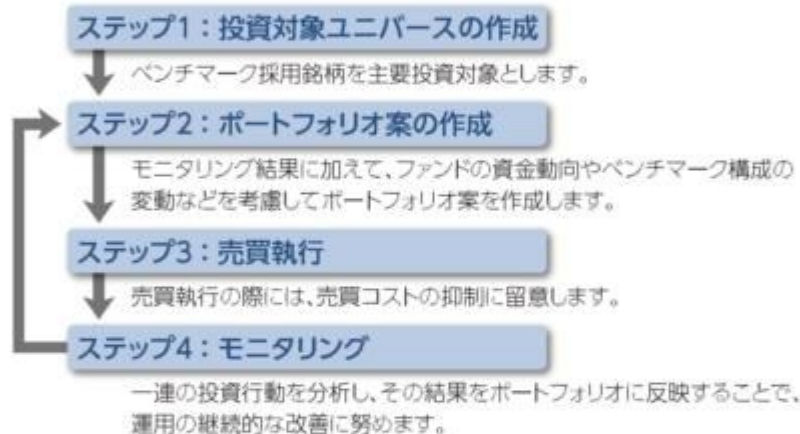 ステップ1：投資対象ユニバースの作成
ベンチマーク採用銘柄を主要投資対象とします。
ステップ2：ポートフォリオ案の作成
モニタリング結果に加えて、ファンドの資金動向やベンチマーク構成の
変動などを考慮してポートフォリオ案を作成します。
ステップ3：売買執行
売買執行の際には、売買コストの抑制に留意します。
ステップ4：モニタリング
一連の投資行動を分析し、その結果をポートフォリオに反映することで、
運用の継続的な改善に努めます。